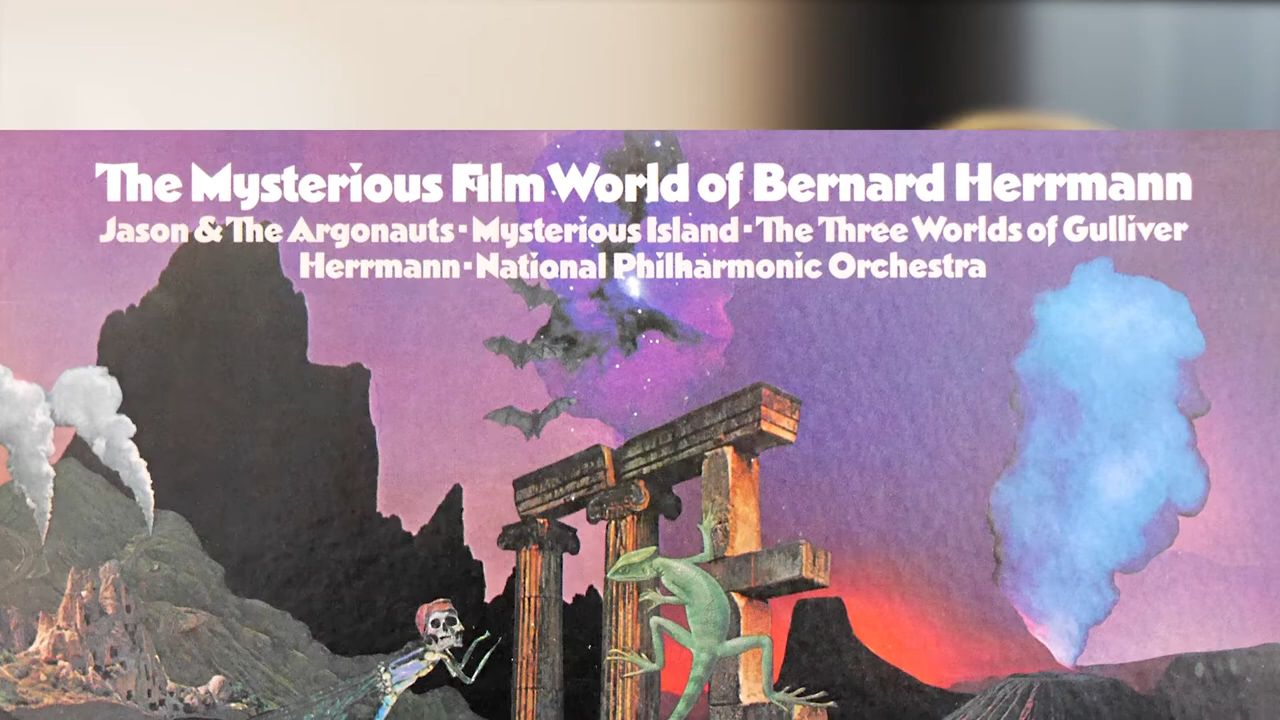 The Mysterious Film World of Bernard Herrmann
Jason & The Argonauts · Mysterious Island · The Three Worlds of Gulliver
Herrmann · National Philharmonic Orchestra